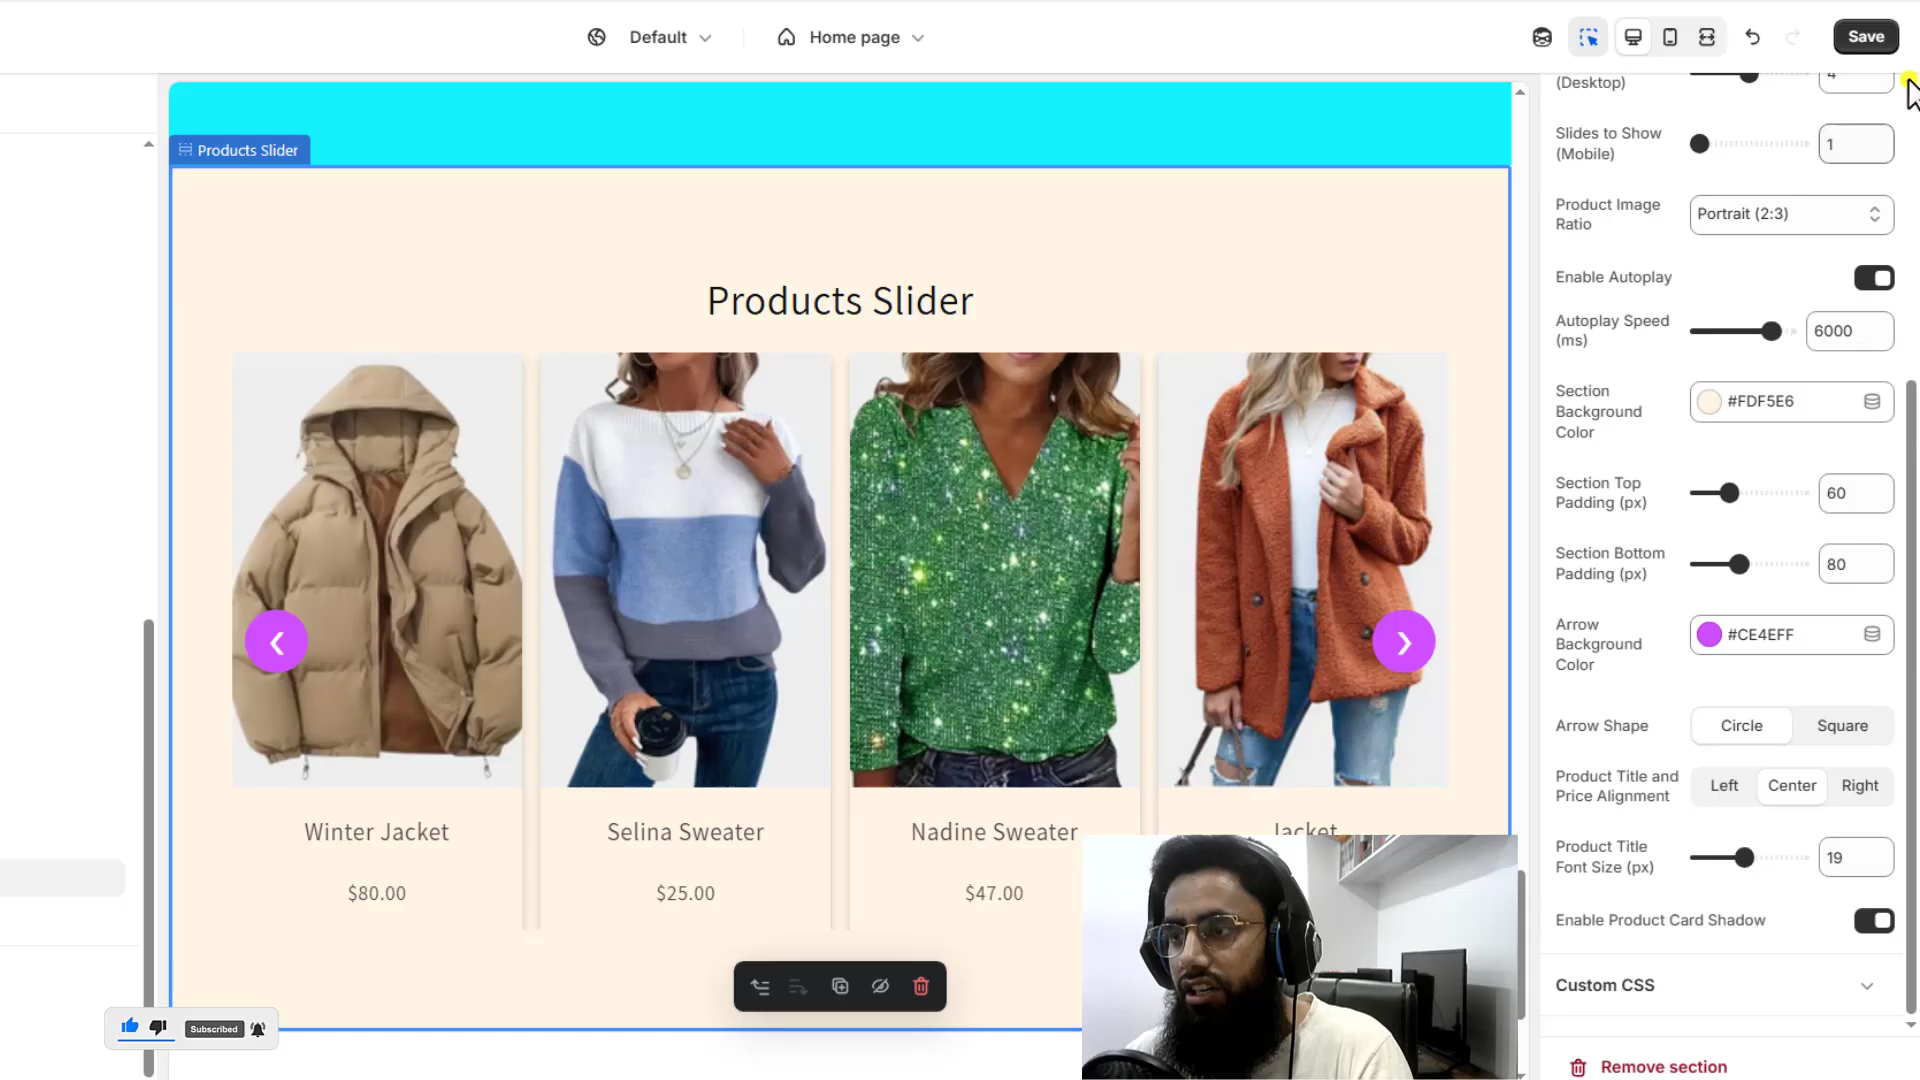 Default
Home page
Save
Products Slider
Products Slider
Winter Jacket
Selina Sweater
Nadine Sweater
Jacket
$80.00
$25.00
$47.00
Subscribed
(Desktop)
4
Slides to Show
(Mobile)
1
Product Image
Ratio
Portrait (2:3)
Enable Autoplay
Autoplay Speed
(ms)
6000
Section
Background
Color
#FDF5E6
Section Top
Padding (px)
60
Section Bottom
Padding (px)
80
Arrow
Background
Color
#CE4EFF
Arrow Shape
Circle
Square
Product Title and
Price Alignment
Left
Center
Right
Product Title
Font Size (px)
19
Enable Product Card Shadow
Custom CSS
Remove section